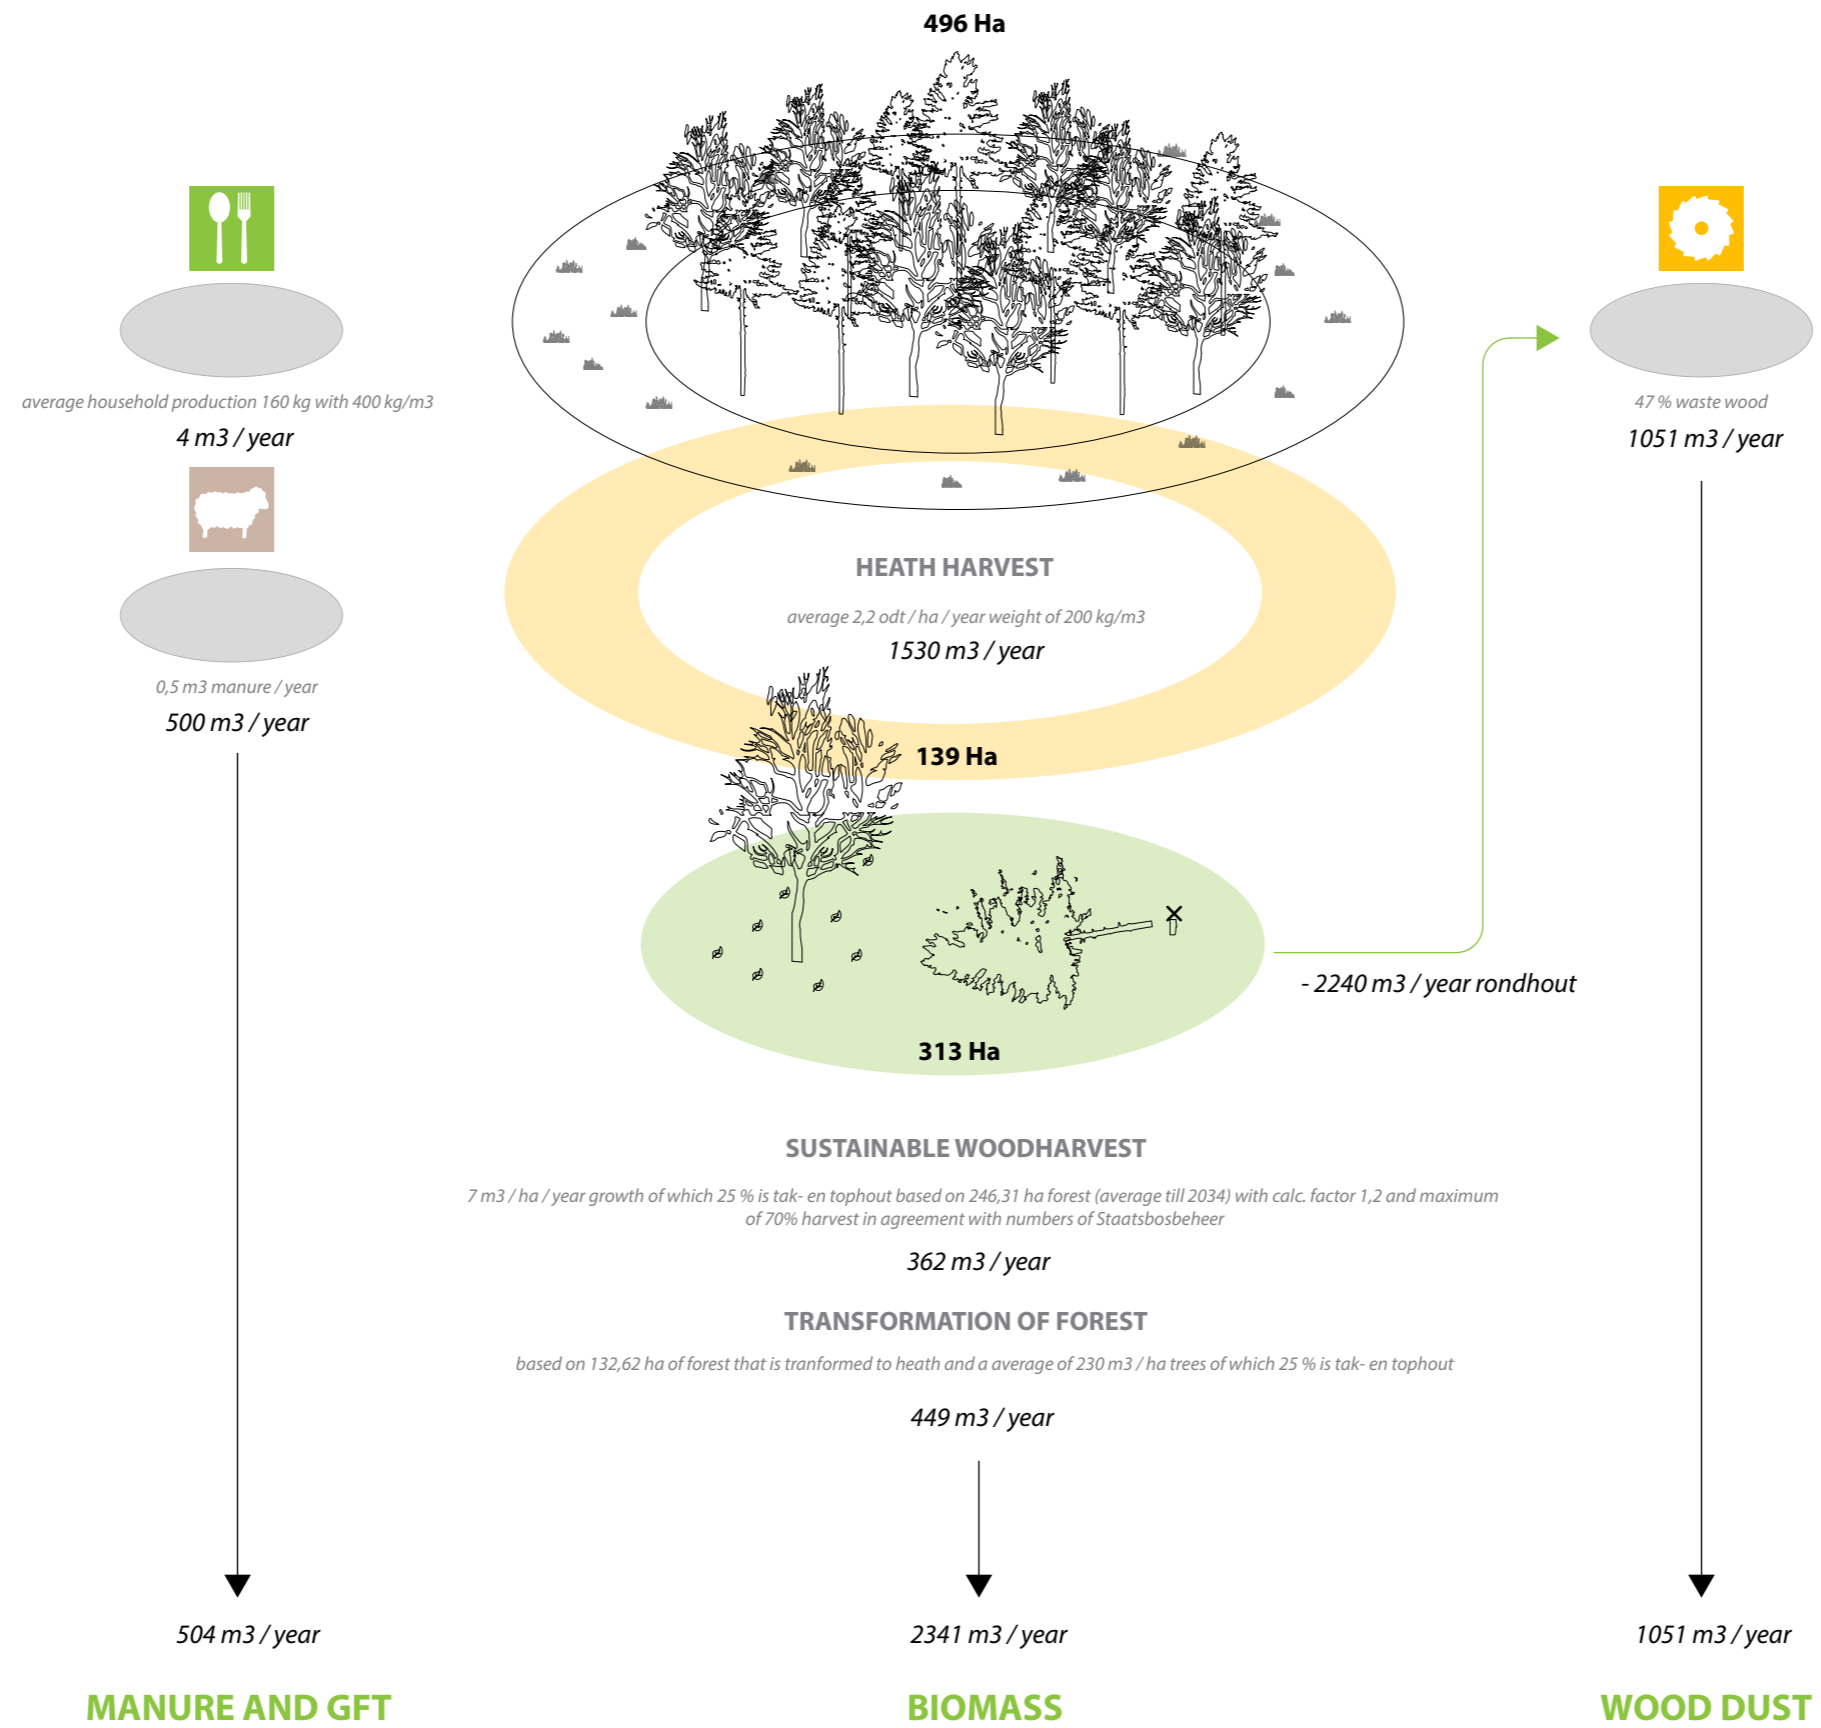 496 Ha
average household production 160 kg with 400 kg/m3
4 m3 / year
0,5 m3 manure / year
500 m3 / year
47 % waste wood
1051 m3 / year
HEATH HARVEST
average 2,2 odt / ha / year weight of 200 kg/m3
1530 m3 / year
139 Ha
- 2240 m3 / year rondhout
313 Ha
SUSTAINABLE WOODHARVEST
7 m3 / ha / year growth of which 25 % is tak- en tophout based on 246,31 ha forest (average till 2034) with calc. factor 1,2 and maximum
of 70% harvest in agreement with numbers of Staatsbosbeheer
362 m3 / year
TRANSFORMATION OF FOREST
based on 132,62 ha of forest that is tranformed to heath and a average of 230 m3 / ha trees of which 25 % is tak- en tophout
449 m3 / year
504 m3 / year
2341 m3 / year
1051 m3 / year
MANURE AND GFT
BIOMASS
WOOD DUST